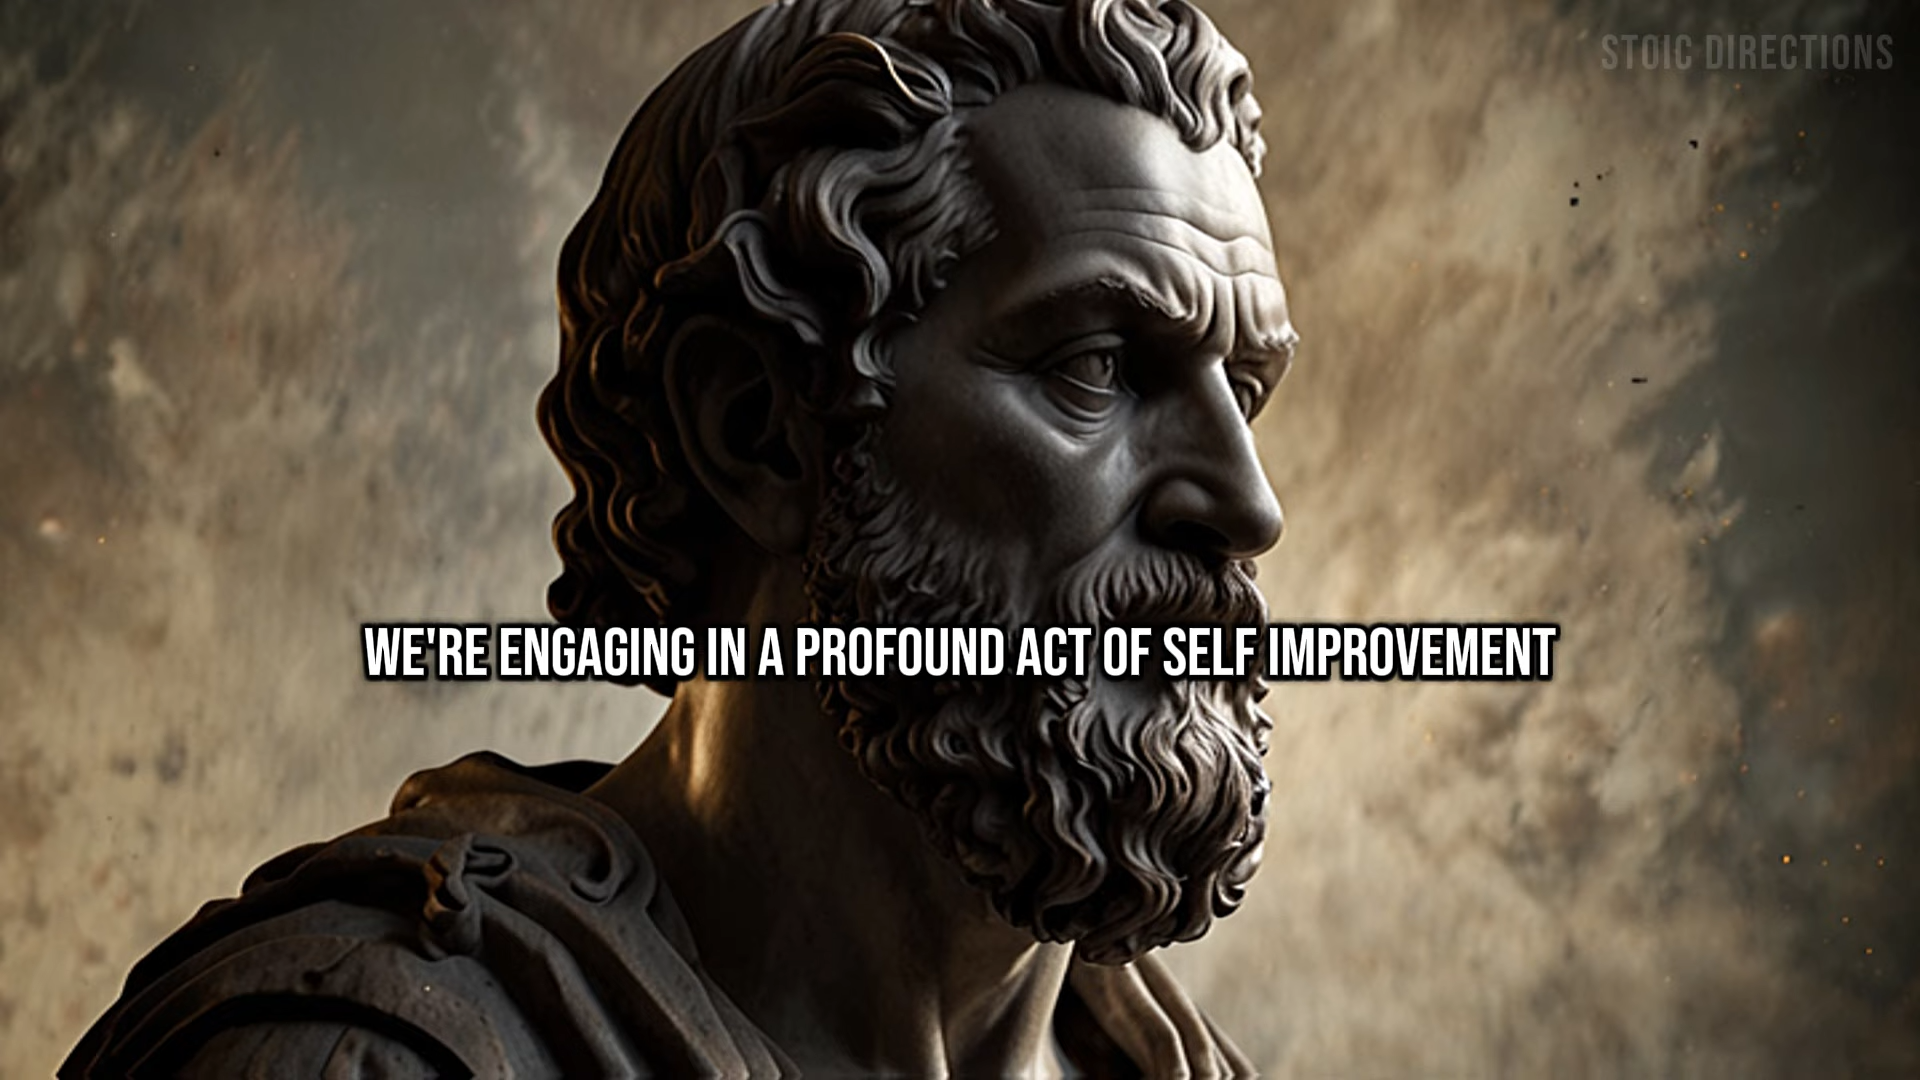 STOIC DIRECTIONS
WE'RE ENGAGING IN A PROFOUND ACT OF SELF IMPROVEMENT